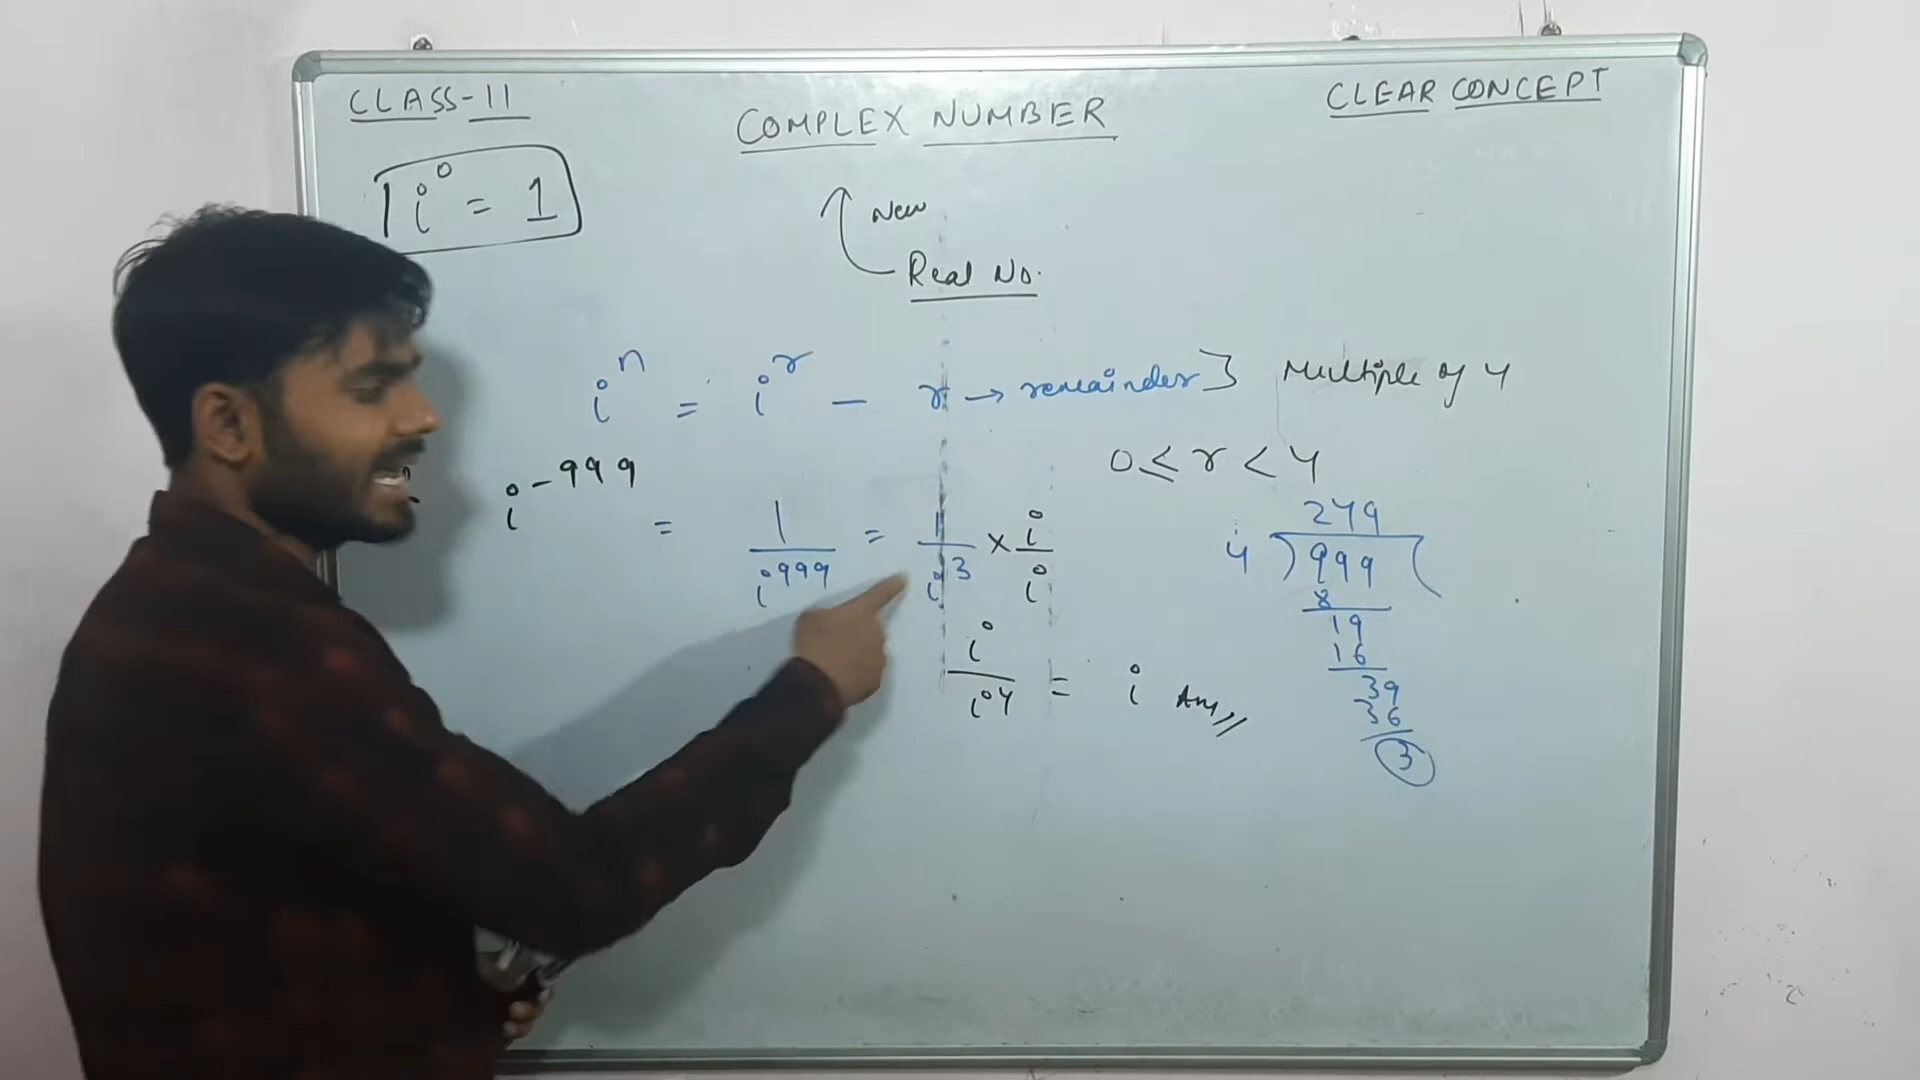 CLASS-11
COMPLEX NUMBER
CLEAR CONCEPT
i⁰ = 1
New
Real No.
iⁿ = iʳ - r → remainder } Multiple of 4
0 ≤ r < 4
i⁻⁹⁹⁹ = 1/i⁹⁹⁹ = 1/i³ × i/i
i/i⁴ = i Ans//
249
4)999(
8
19
16
39
36
3